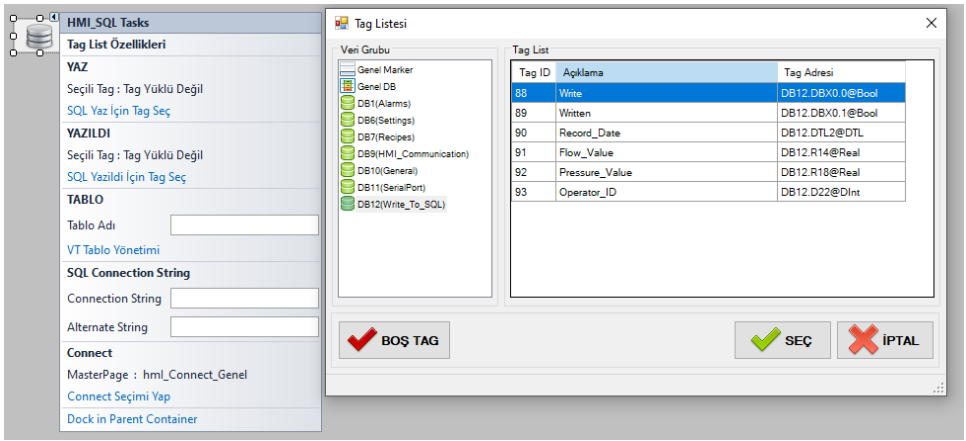 HMI_SQL Tasks
Tag List Özellikleri
YAZ
Seçili Tag : Tag Yüklü Değil
SQL Yaz İçin Tag Seç
YAZILDI
Seçili Tag : Tag Yüklü Değil
SQL Yazildi İçin Tag Seç
TABLO
Tablo Adı
VT Tablo Yönetimi
SQL Connection String
Connection String
Alternate String
Connect
MasterPage : hml_Connect_Genel
Connect Seçimi Yap
Dock in Parent Container
Tag Listesi
Veri Grubu
Genel Marker
Genel DB
DB1(Alarms)
DB6(Settings)
DB7(Recipes)
DB9(HMI_Communication)
DB10(General)
DB11(SerialPort)
DB12(Write_To_SQL)
Tag List
Tag ID Açıklama Tag Adresi
88 Write DB12.DBX0.0@Bool
89 Written DB12.DBX0.1@Bool
90 Record_Date DB12.DTL2@DTL
91 Flow_Value DB12.R14@Real
92 Pressure_Value DB12.R18@Real
93 Operator_ID DB12.D22@DInt
BOŞ TAG
SEÇ
İPTAL